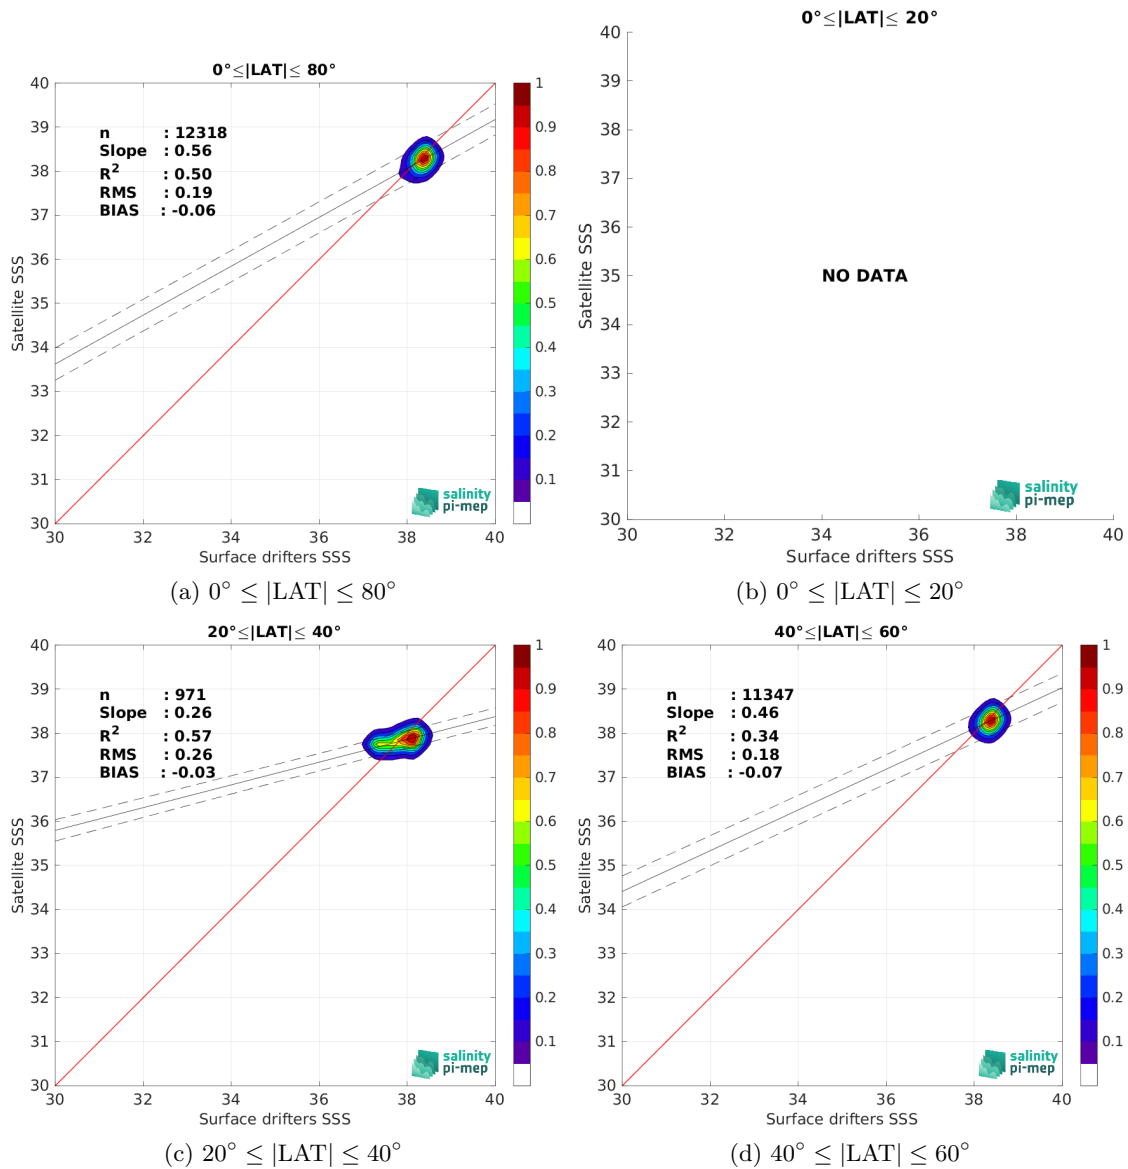 0°≤|LAT|≤ 80°
40
39
38
37
36
35
34
33
32
31
30
Satellite SSS
n : 12318
Slope : 0.56
R² : 0.50
RMS : 0.19
BIAS : -0.06
salinity
pi-mep
30 32 34 36 38 40
Surface drifters SSS
1
0.9
0.8
0.7
0.6
0.5
0.4
0.3
0.2
0.1
(a) 0° ≤ |LAT| ≤ 80°
0°≤|LAT|≤ 20°
40
39
38
37
36
35
34
33
32
31
30
Satellite SSS
NO DATA
salinity
pi-mep
30 32 34 36 38 40
Surface drifters SSS
(b) 0° ≤ |LAT| ≤ 20°
20°≤|LAT|≤ 40°
40
39
38
37
36
35
34
33
32
31
30
Satellite SSS
n : 971
Slope : 0.26
R² : 0.57
RMS : 0.26
BIAS : -0.03
salinity
pi-mep
30 32 34 36 38 40
Surface drifters SSS
1
0.9
0.8
0.7
0.6
0.5
0.4
0.3
0.2
0.1
(c) 20° ≤ |LAT| ≤ 40°
40°≤|LAT|≤ 60°
40
39
38
37
36
35
34
33
32
31
30
Satellite SSS
n : 11347
Slope : 0.46
R² : 0.34
RMS : 0.18
BIAS : -0.07
salinity
pi-mep
30 32 34 36 38 40
Surface drifters SSS
1
0.9
0.8
0.7
0.6
0.5
0.4
0.3
0.2
0.1
(d) 40° ≤ |LAT| ≤ 60°